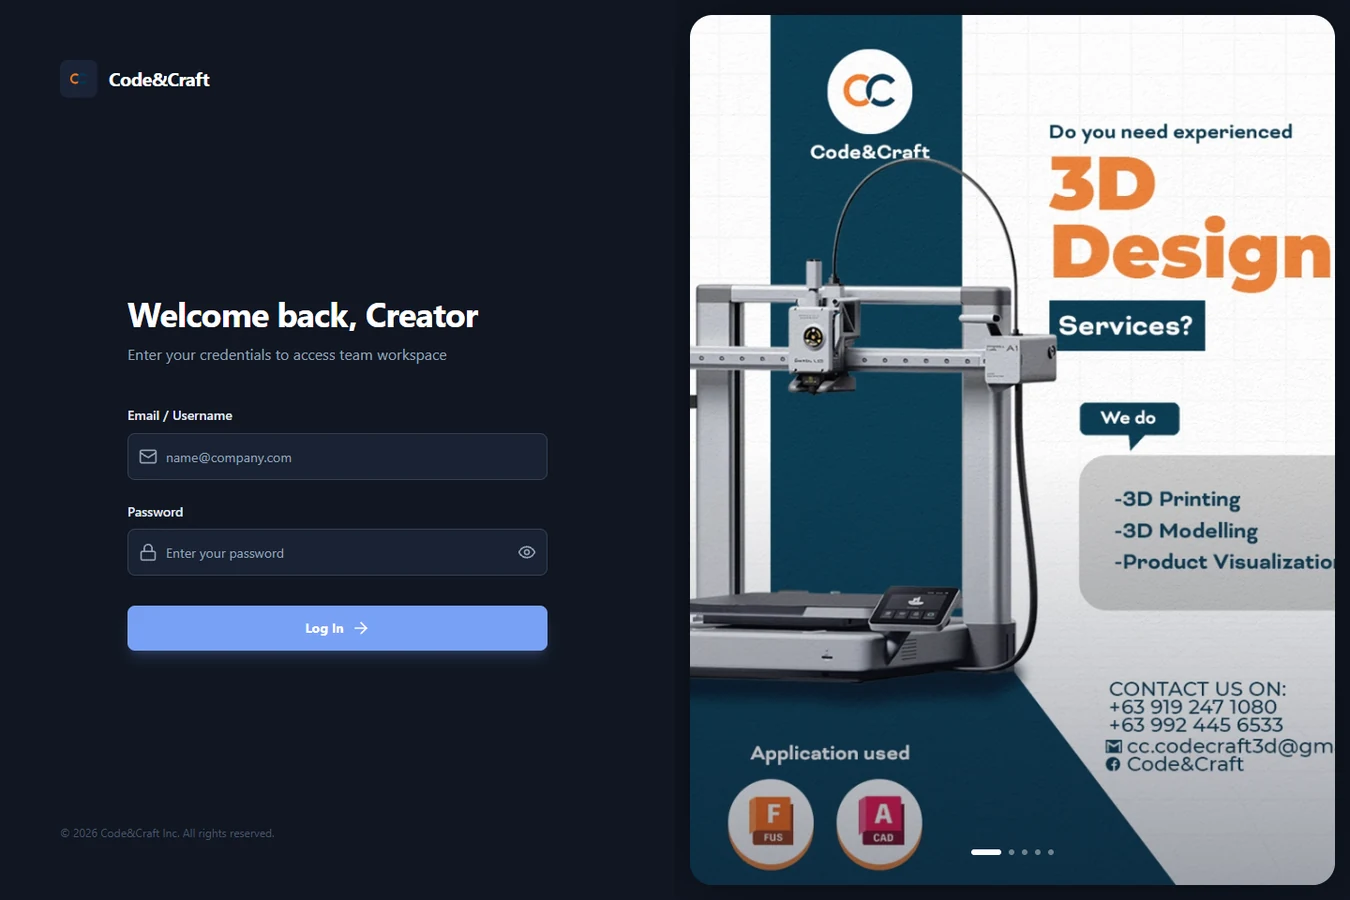 Code&Craft
Welcome back, Creator
Enter your credentials to access team workspace
Email / Username
name@company.com
Password
Enter your password
Log In
© 2026 Code&Craft Inc. All rights reserved.
CC
Code&Craft
Do you need experienced
3D
Design
Services?
We do
-3D Printing
-3D Modelling
-Product Visualization
A1
CONTACT US ON:
+63 919 247 1080
+63 992 445 6533
cc.codecraft3d@gm
Code&Craft
Application used
F
FUS
A
CAD